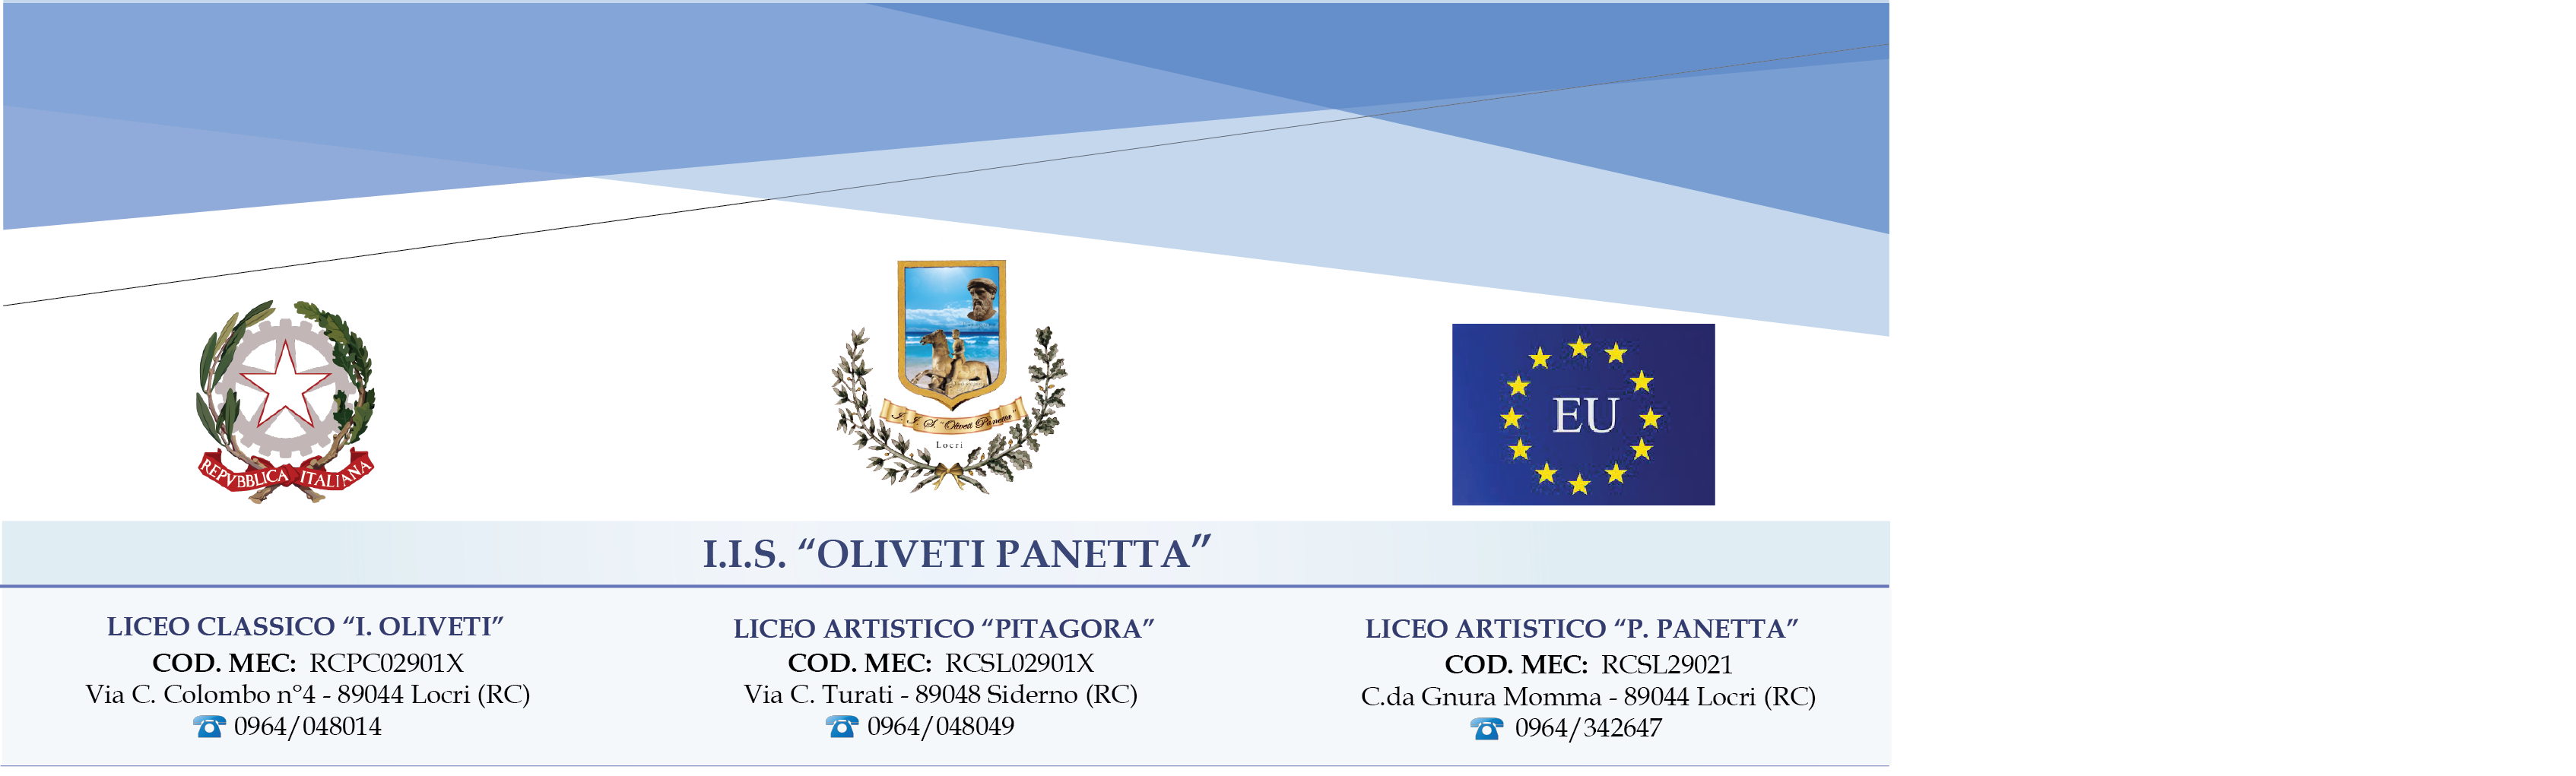 REPVBBLICA ITALIANA
I. I. S. "Oliveti Panetta"
Locri
EU
I.I.S. “OLIVETI PANETTA”
LICEO CLASSICO “I. OLIVETI”
COD. MEC: RCPC02901X
Via C. Colombo n°4 - 89044 Locri (RC)
☎ 0964/048014
LICEO ARTISTICO “PITAGORA”
COD. MEC: RCSL02901X
Via C. Turati - 89048 Siderno (RC)
☎ 0964/048049
LICEO ARTISTICO “P. PANETTA”
COD. MEC: RCSL29021
C.da Gnura Momma - 89044 Locri (RC)
☎ 0964/342647